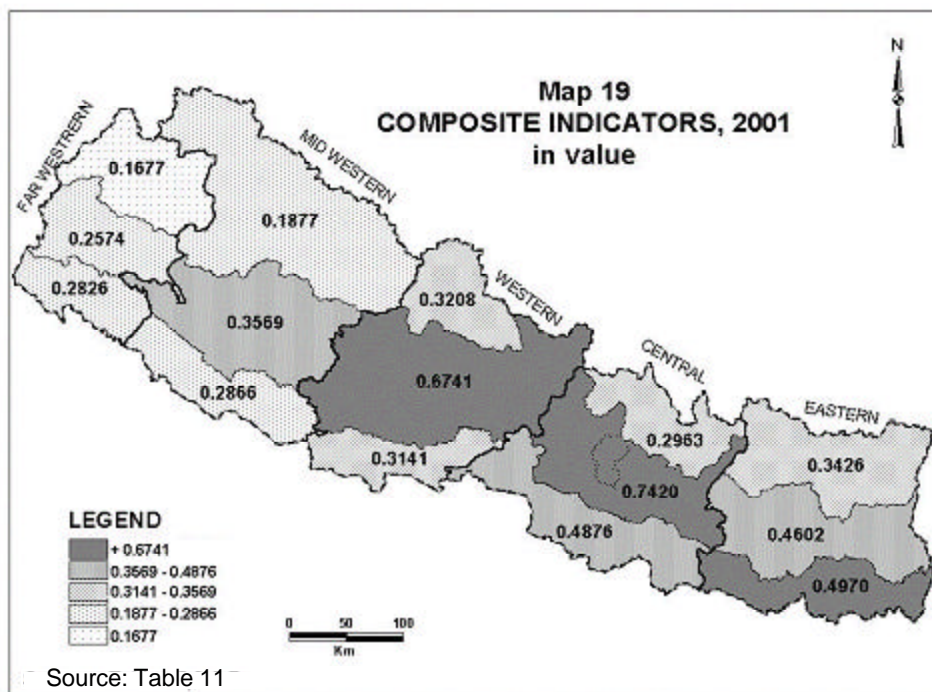 Map 19
COMPOSITE INDICATORS, 2001
in value
N
FAR WESTRERN
MID WESTERN
WESTERN
CENTRAL
EASTERN
0.1677
0.1877
0.2574
0.2826
0.3208
0.3569
0.6741
0.2866
0.2963
0.3426
0.3141
0.7420
0.4876
0.4602
0.4970
LEGEND
+ 0.6741
0.3569 - 0.4876
0.3141 - 0.3569
0.1877 - 0.2866
0.1677
0 50 100
Km
Source: Table 11